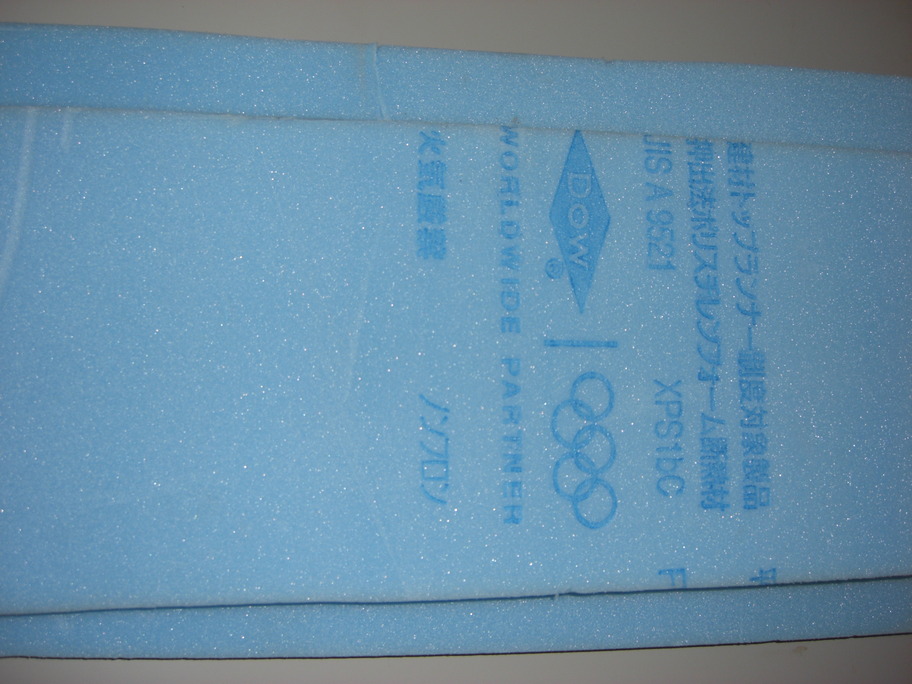 建材トップランナー制度対象製品
押出法ポリスチレンフォーム断熱材
JIS A 9521 XPS1bC F
DOW
WORLDWIDE PARTNER
火気厳禁 ノンフロン